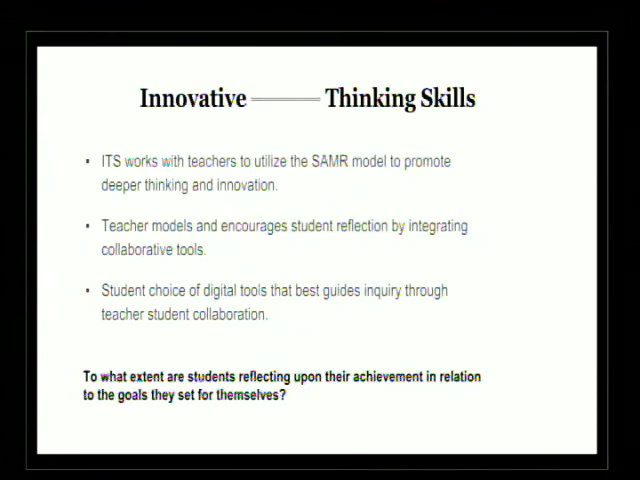 Innovative Thinking Skills
• ITS works with teachers to utilize the SAMR model to promote
deeper thinking and innovation.
• Teacher models and encourages student reflection by integrating
collaborative tools.
• Student choice of digital tools that best guides inquiry through
teacher student collaboration.
To what extent are students reflecting upon their achievement in relation
to the goals they set for themselves?